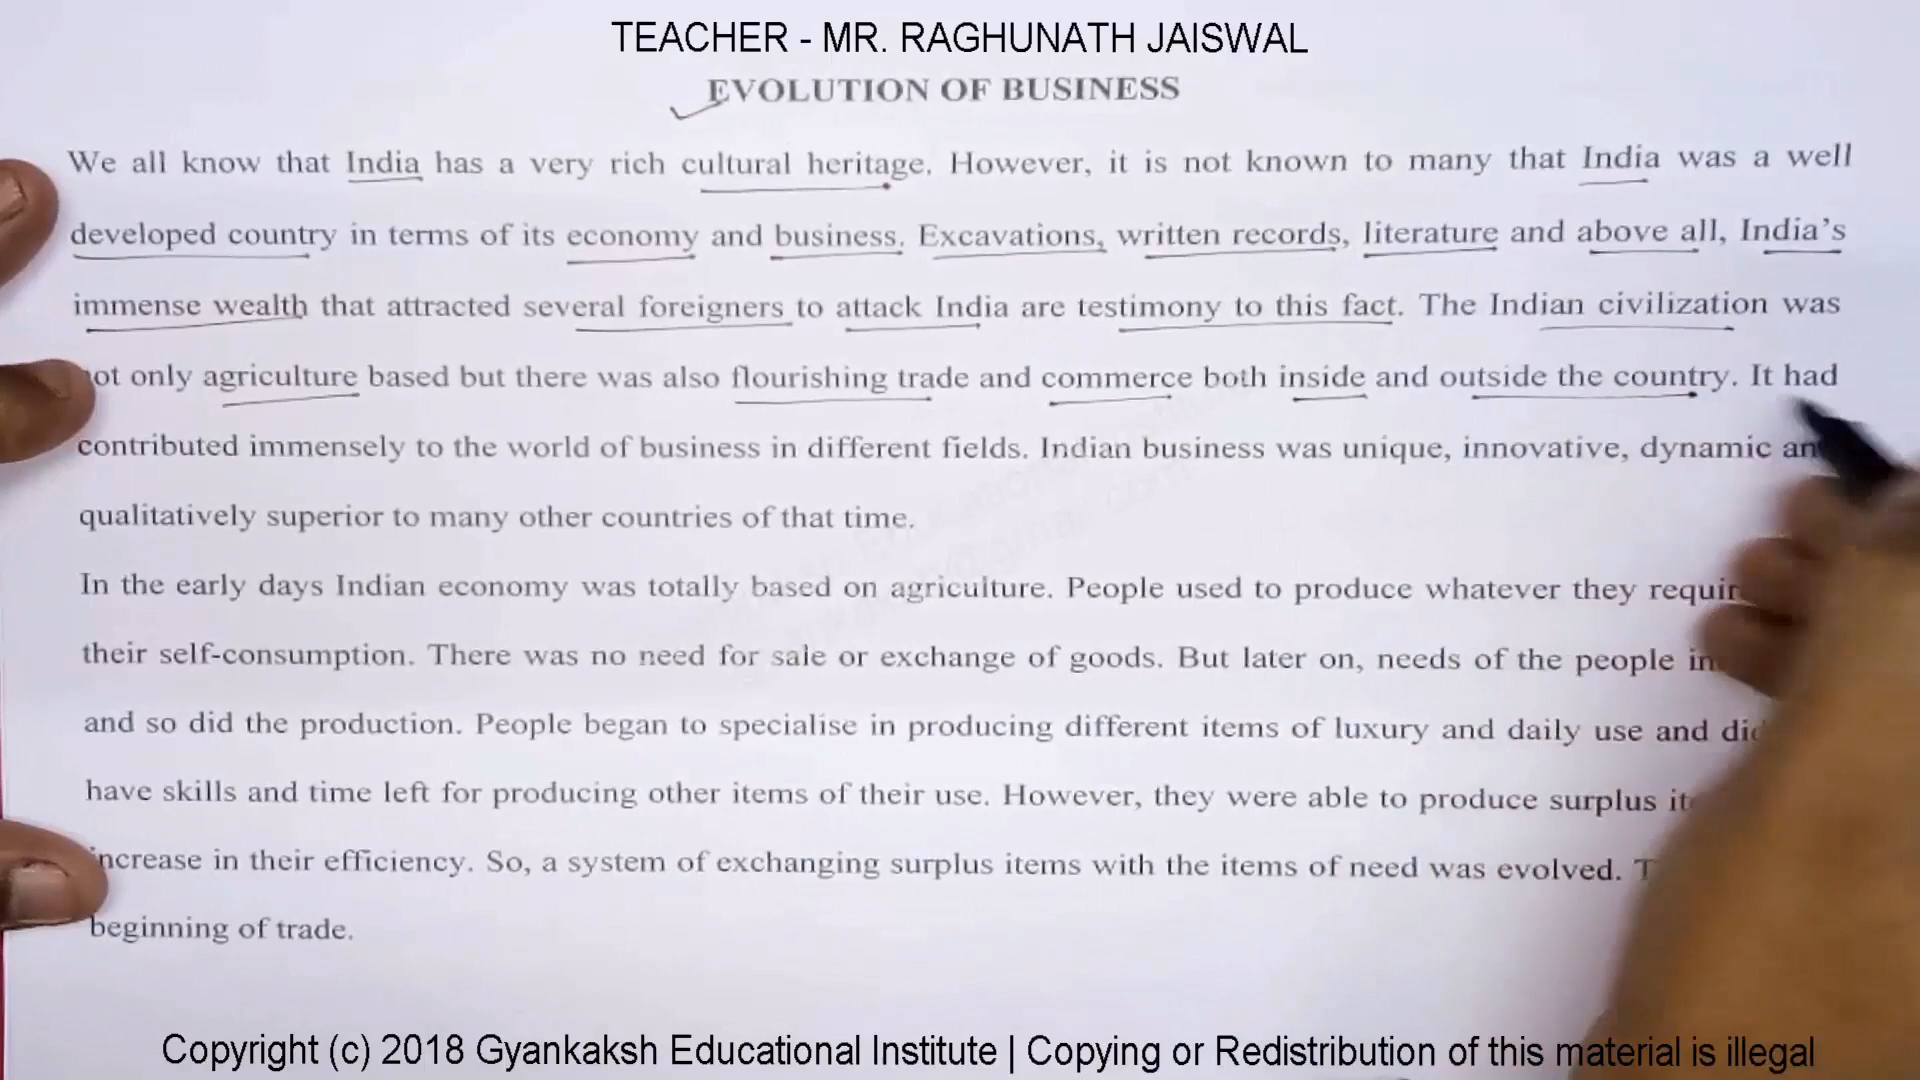 TEACHER - MR. RAGHUNATH JAISWAL
EVOLUTION OF BUSINESS
We all know that India has a very rich cultural heritage. However, it is not known to many that India was a well
developed country in terms of its economy and business. Excavations, written records, literature and above all, India's
immense wealth that attracted several foreigners to attack India are testimony to this fact. The Indian civilization was
not only agriculture based but there was also flourishing trade and commerce both inside and outside the country. It had
contributed immensely to the world of business in different fields. Indian business was unique, innovative, dynamic and
qualitatively superior to many other countries of that time.
In the early days Indian economy was totally based on agriculture. People used to produce whatever they
their self-consumption. There was no need for sale or exchange of goods. But later on, needs of the people
and so did the production. People began to specialise in producing different items of luxury and daily use and
have skills and time left for producing other items of their use. However, they were able to produce surplus
increase in their efficiency. So, a system of exchanging surplus items with the items of need was evolved.
beginning of trade.
Copyright (c) 2018 Gyankaksh Educational Institute | Copying or Redistribution of this material is illegal